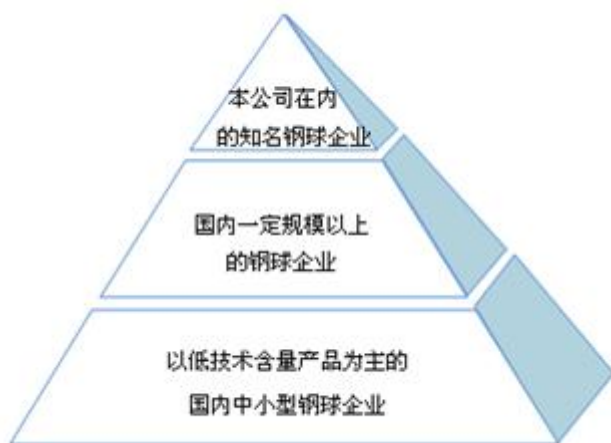 本公司在内
的知名钢球企业
国内一定规模以上
的钢球企业
以低技术含量产品为主的
国内中小型钢球企业